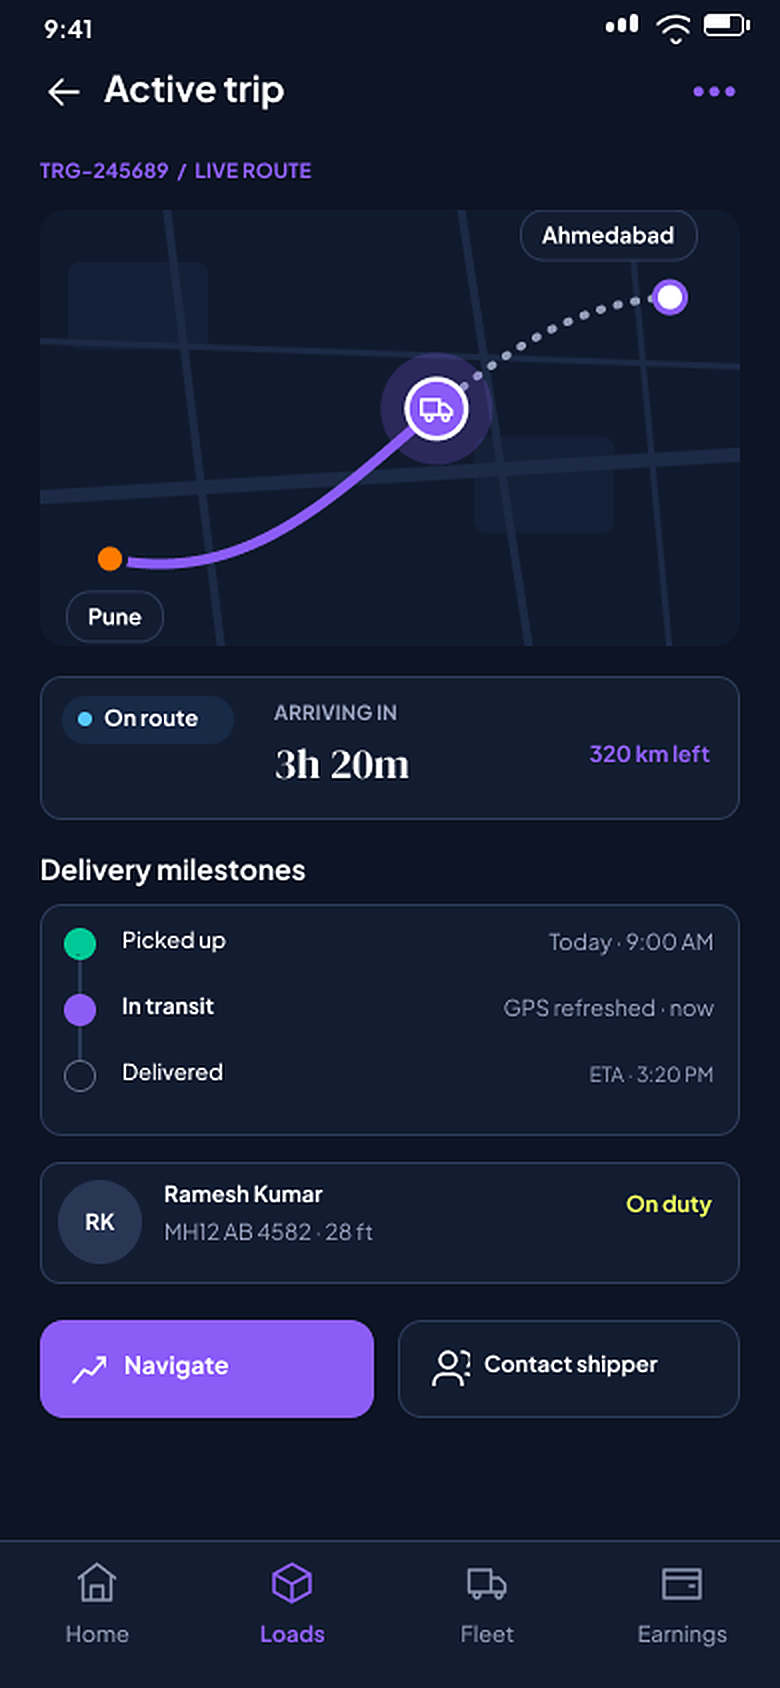 9:41
Active trip
TRG-245689 / LIVE ROUTE
Ahmedabad
Pune
On route
ARRIVING IN
3h 20m
320 km left
Delivery milestones
Picked up
Today · 9:00 AM
In transit
GPS refreshed · now
Delivered
ETA · 3:20 PM
RK
Ramesh Kumar
MH12 AB 4582 · 28 ft
On duty
Navigate
Contact shipper
Home
Loads
Fleet
Earnings